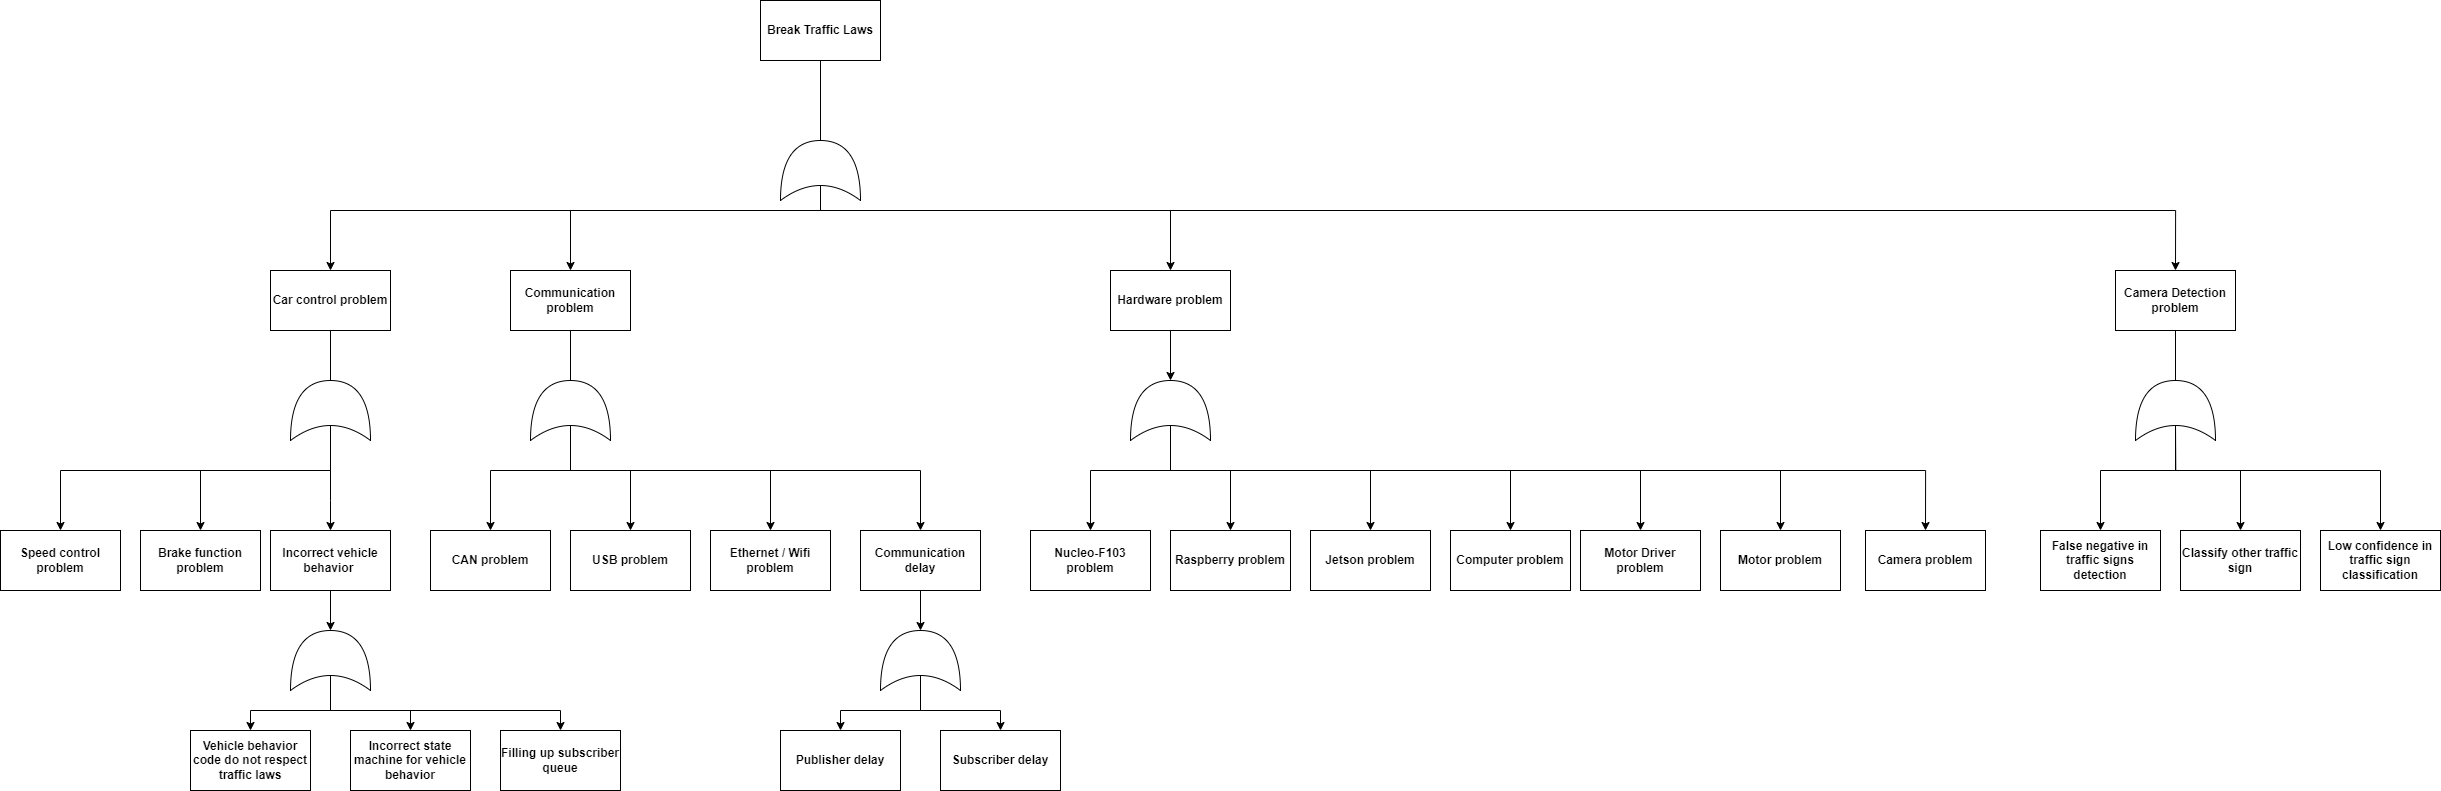 Break Traffic Laws
Car control problem
Communication
problem
Hardware problem
Camera Detection
problem
Speed control
problem
Brake function
problem
Incorrect vehicle
behavior
CAN problem
USB problem
Ethernet / Wifi
problem
Communication
delay
Nucleo-F103
problem
Raspberry problem
Jetson problem
Computer problem
Motor Driver
problem
Motor problem
Camera problem
False negative in
traffic signs
detection
Classify other traffic
sign
Low confidence in
traffic sign
classification
Vehicle behavior
code do not respect
traffic laws
Incorrect state
machine for vehicle
behavior
Filling up subscriber
queue
Publisher delay
Subscriber delay